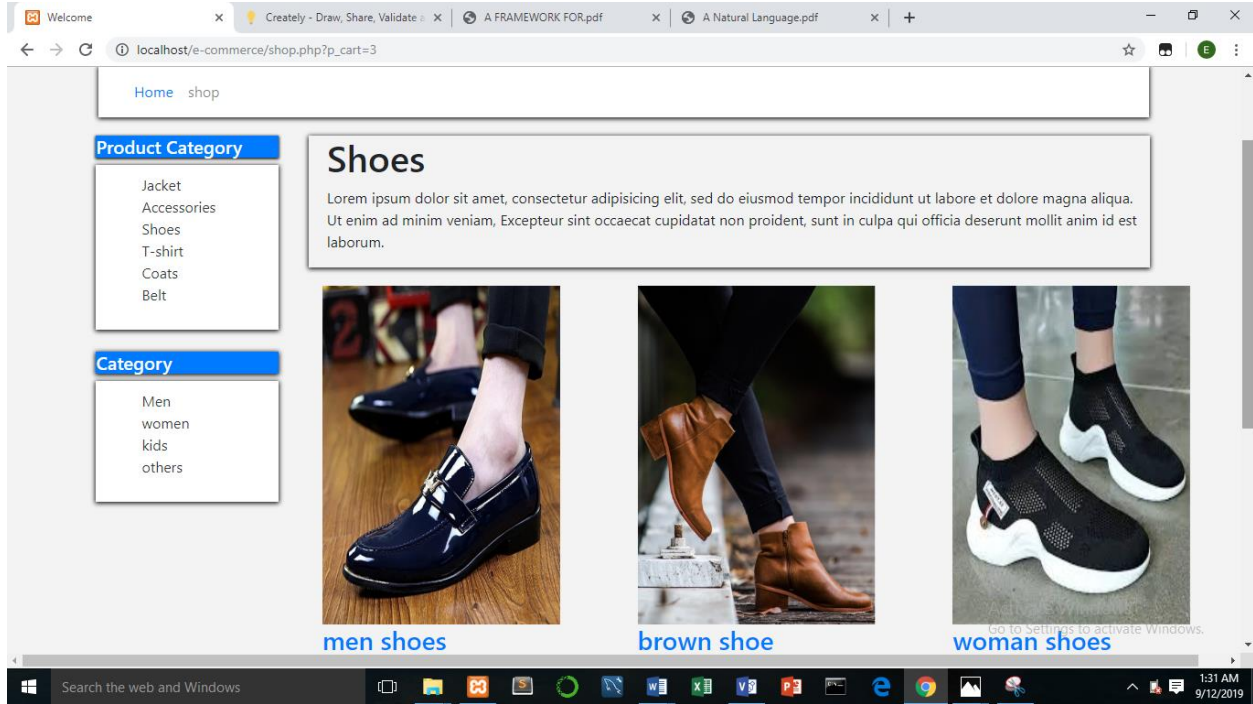 Welcome
Creately - Draw, Share, Validate a
A FRAMEWORK FOR.pdf
A Natural Language.pdf
localhost/e-commerce/shop.php?p_cart=3
E
Home shop
Product Category
Jacket
Accessories
Shoes
T-shirt
Coats
Belt
Category
Men
women
kids
others
Shoes
Lorem ipsum dolor sit amet, consectetur adipisicing elit, sed do eiusmod tempor incididunt ut labore et dolore magna aliqua.
Ut enim ad minim veniam, Excepteur sint occaecat cupidatat non proident, sunt in culpa qui officia deserunt mollit anim id est
laborum.
men shoes
brown shoe
woman shoes
Activate Windows
Go to Settings to activate Windows.
Search the web and Windows
1:31 AM
9/12/2019